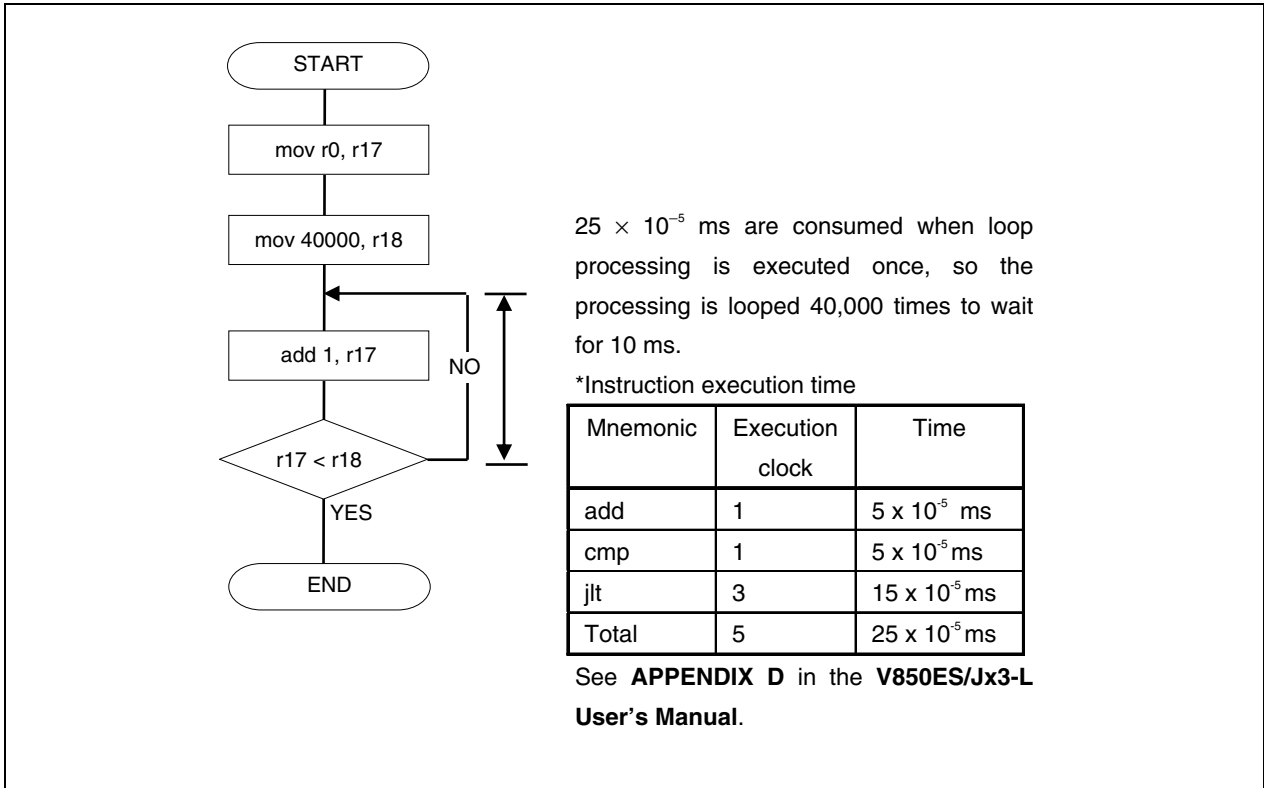 START
mov r0, r17
mov 40000, r18
add 1, r17
NO
r17 < r18
YES
END
25 × 10⁻⁵ ms are consumed when loop
processing is executed once, so the
processing is looped 40,000 times to wait
for 10 ms.
*Instruction execution time
Mnemonic Execution clock Time
add 1 5 x 10⁻⁵ ms
cmp 1 5 x 10⁻⁵ ms
jlt 3 15 x 10⁻⁵ ms
Total 5 25 x 10⁻⁵ ms
See APPENDIX D in the V850ES/Jx3-L
User's Manual.